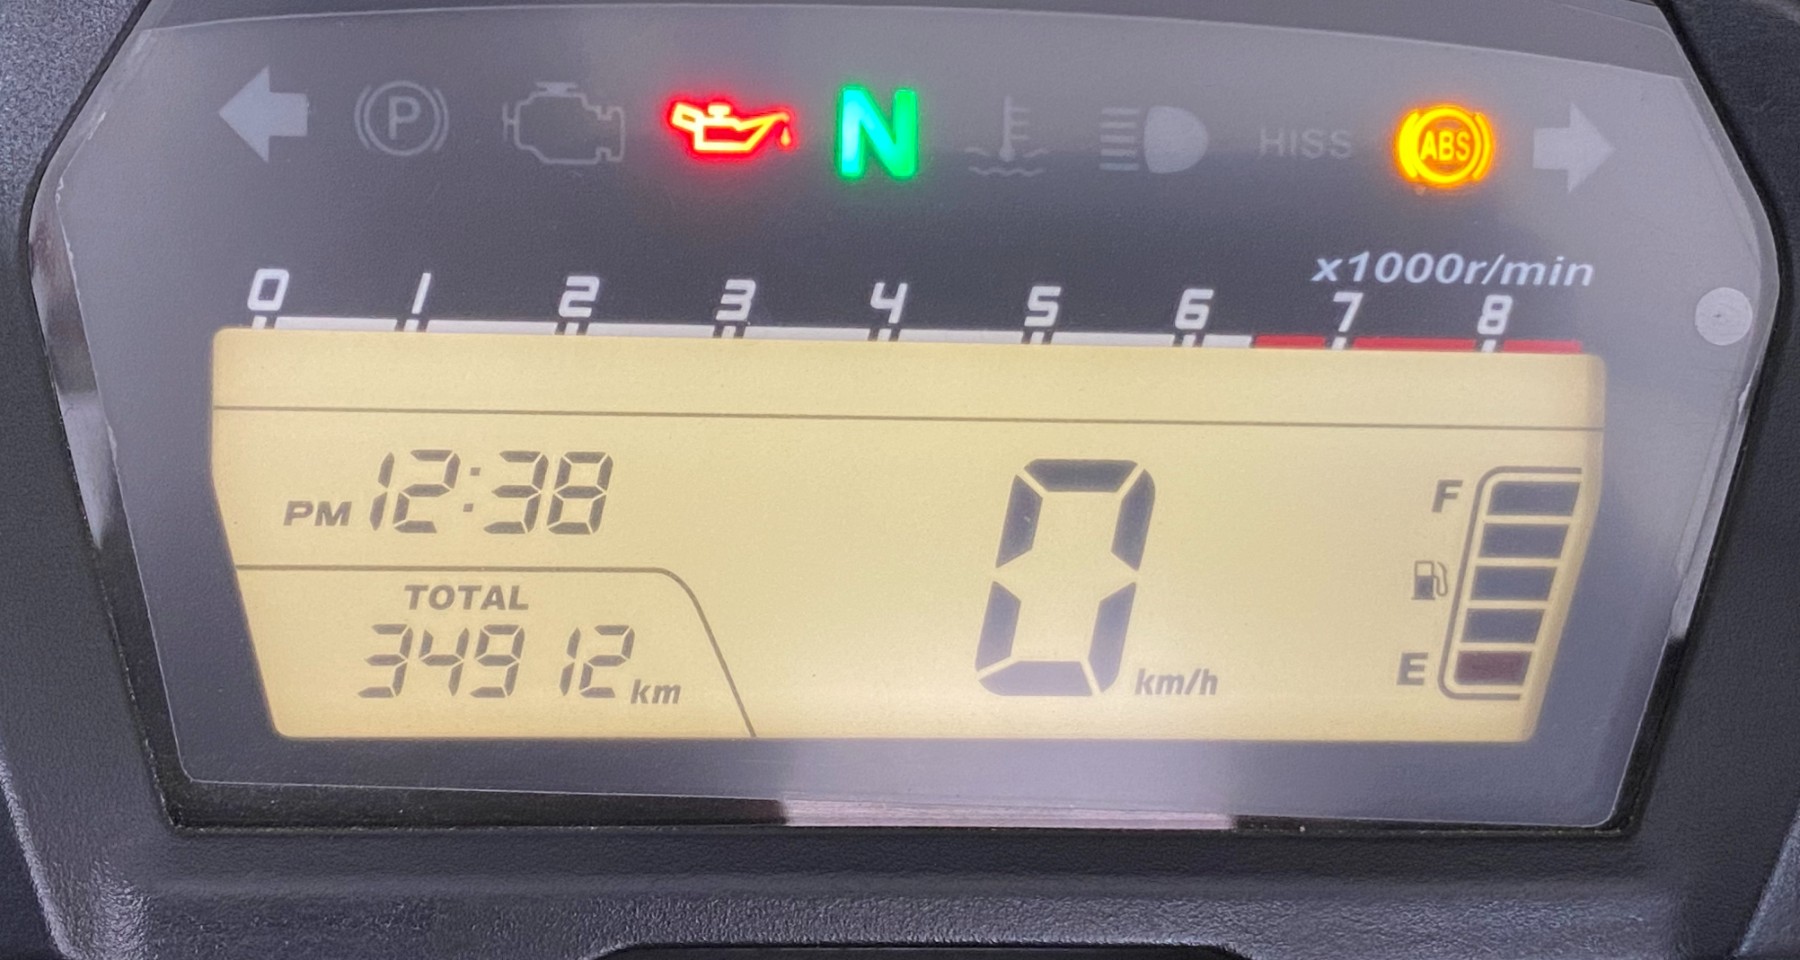 P N HISS ABS
x1000r/min
0 1 2 3 4 5 6 7 8
PM 12:38
TOTAL
34912 km
0 km/h
F
E